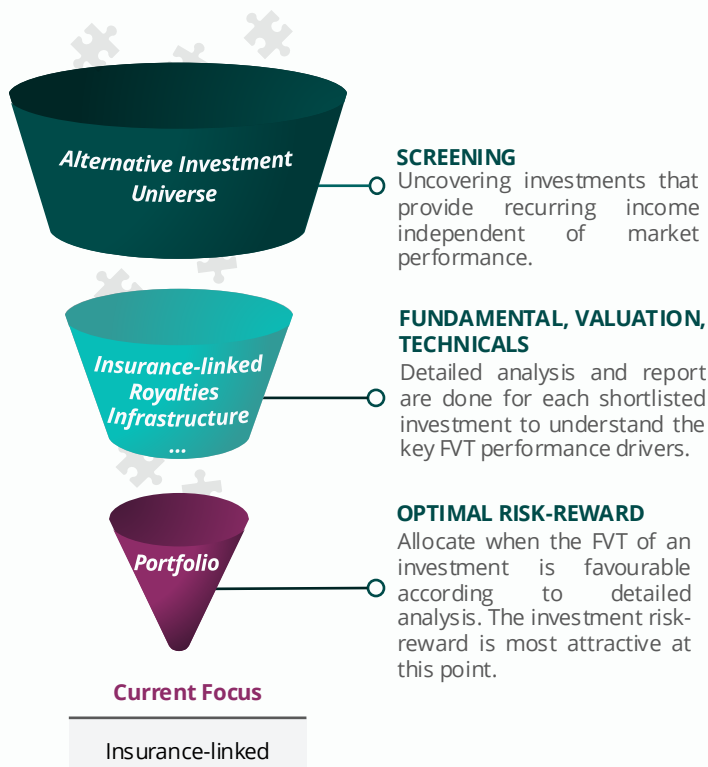 Alternative Investment
Universe
SCREENING
Uncovering investments that
provide recurring income
independent of market
performance.
Insurance-linked
Royalties
Infrastructure
...
FUNDAMENTAL, VALUATION,
TECHNICALS
Detailed analysis and report
are done for each shortlisted
investment to understand the
key FVT performance drivers.
Portfolio
OPTIMAL RISK-REWARD
Allocate when the FVT of an
investment is favourable
according to detailed
analysis. The investment risk-
reward is most attractive at
this point.
Current Focus
Insurance-linked